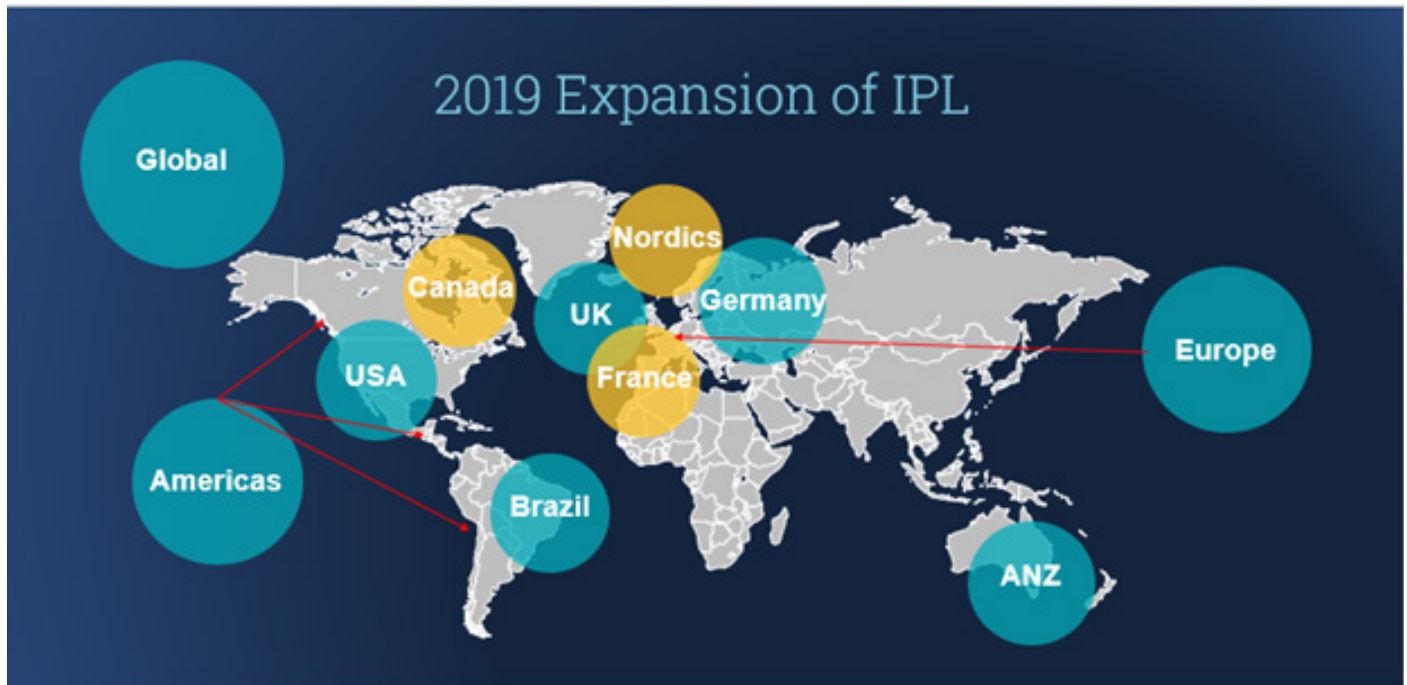 2019 Expansion of IPL
Global
Nordics
Canada
Germany
UK
Europe
USA
France
Americas
Brazil
ANZ